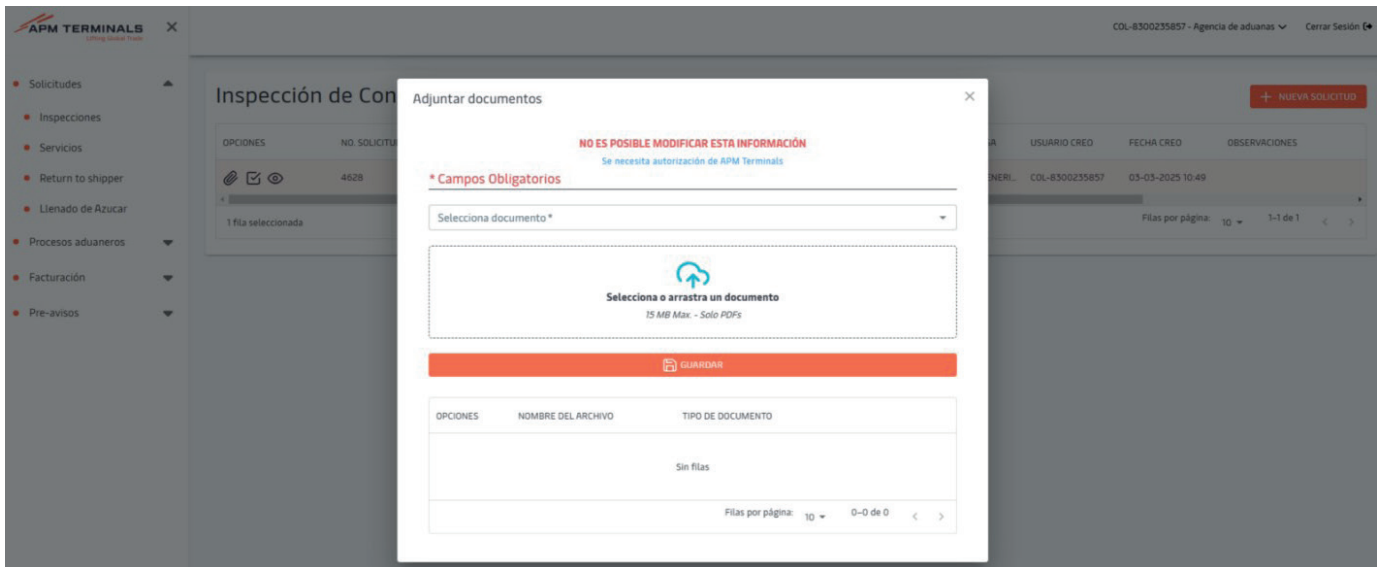 APM TERMINALS
Lifting Global Trade
COL-8300235857 - Agencia de aduanas
Cerrar Sesión
Solicitudes
Inspecciones
Servicios
Return to shipper
Llenado de Azucar
Procesos aduaneros
Facturación
Pre-avisos
Inspección de Con
+ NUEVA SOLICITUD
OPCIONES NO. SOLICITU USUARIO CREO FECHA CREO OBSERVACIONES
4628 COL-8300235857 03-03-2025 10:49
1 fila seleccionada
Filas por página: 10 1-1 de 1
Adjuntar documentos
NO ES POSIBLE MODIFICAR ESTA INFORMACIÓN
Se necesita autorización de APM Terminals
* Campos Obligatorios
Selecciona documento *
Selecciona o arrastra un documento
15 MB Max. - Solo PDFs
GUARDAR
OPCIONES NOMBRE DEL ARCHIVO TIPO DE DOCUMENTO
Sin filas
Filas por página: 10 0-0 de 0